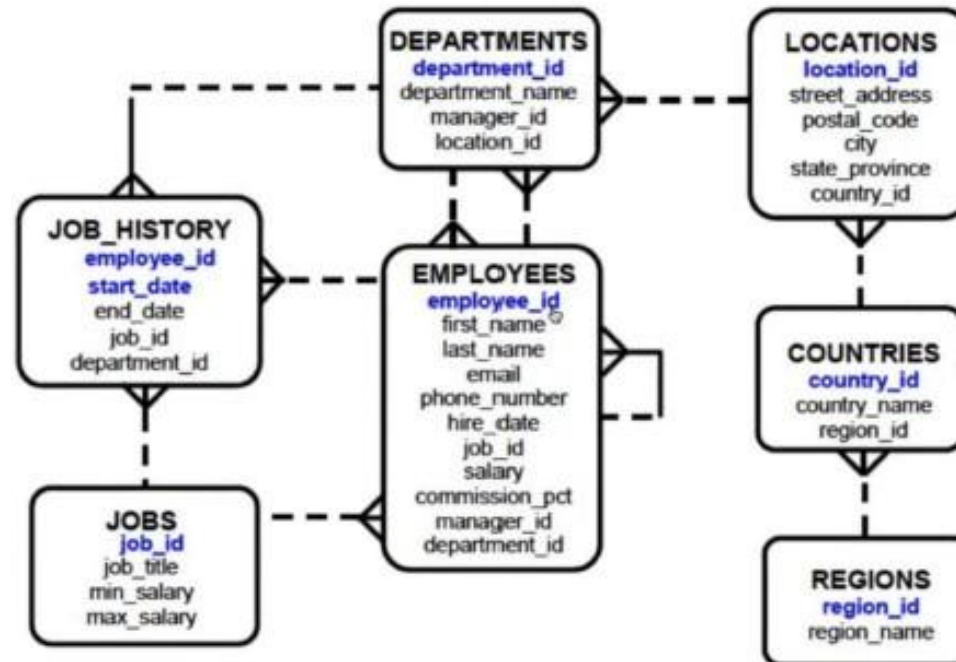 DEPARTMENTS
department_id
department_name
manager_id
location_id
LOCATIONS
location_id
street_address
postal_code
city
state_province
country_id
JOB_HISTORY
employee_id
start_date
end_date
job_id
department_id
EMPLOYEES
employee_id
first_name
last_name
email
phone_number
hire_date
job_id
salary
commission_pct
manager_id
department_id
COUNTRIES
country_id
country_name
region_id
JOBS
job_id
job_title
min_salary
max_salary
REGIONS
region_id
region_name